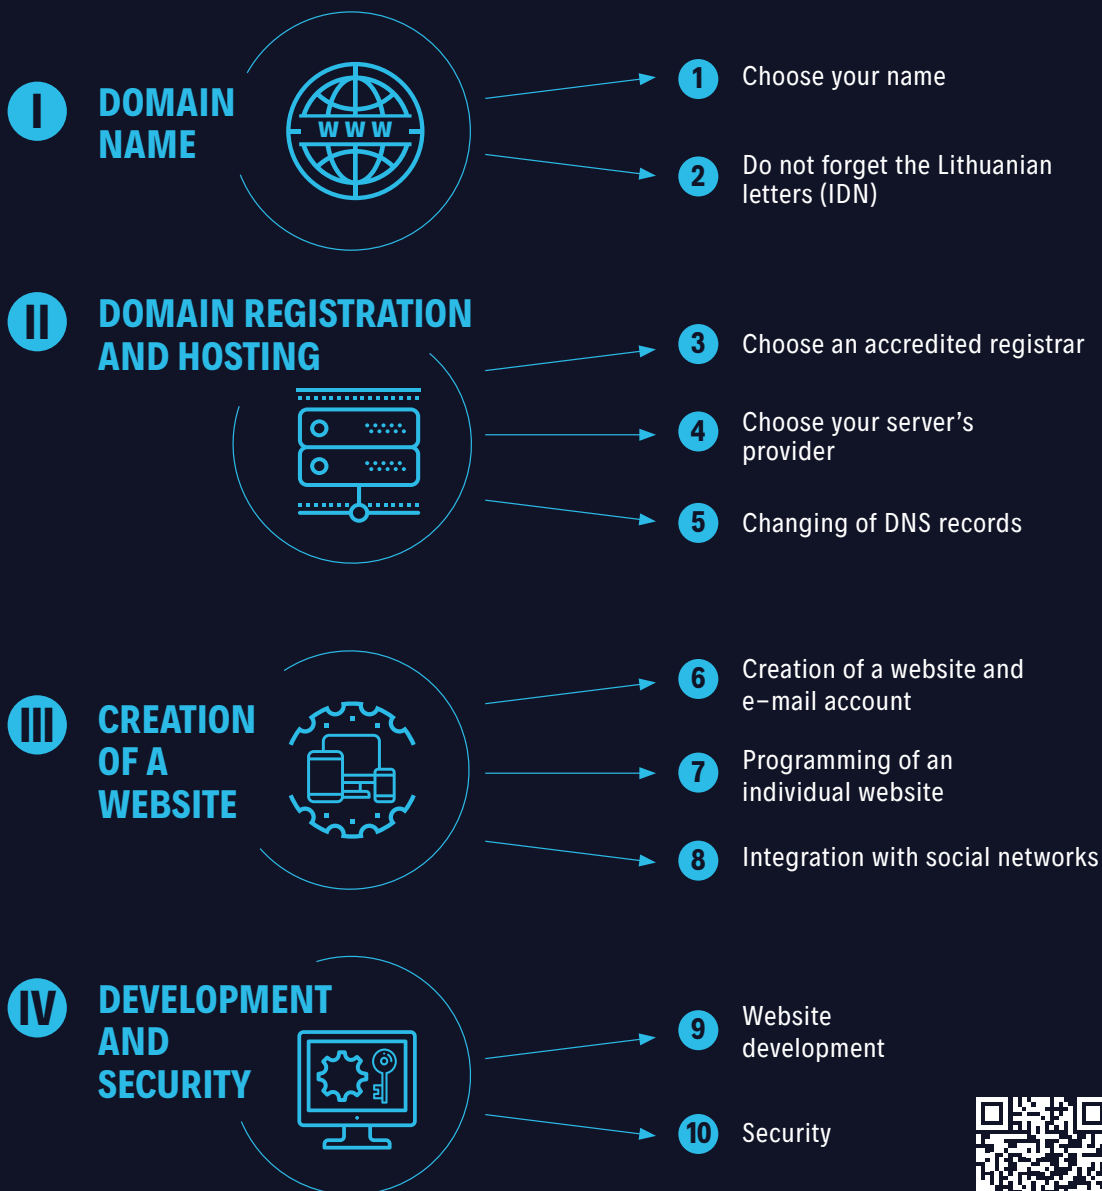 I
DOMAIN
NAME
WWW
1
Choose your name
2
Do not forget the Lithuanian
letters (IDN)
II
DOMAIN REGISTRATION
AND HOSTING
3
Choose an accredited registrar
4
Choose your server's
provider
5
Changing of DNS records
III
CREATION
OF A
WEBSITE
6
Creation of a website and
e-mail account
7
Programming of an
individual website
8
Integration with social networks
IV
DEVELOPMENT
AND
SECURITY
9
Website
development
10
Security